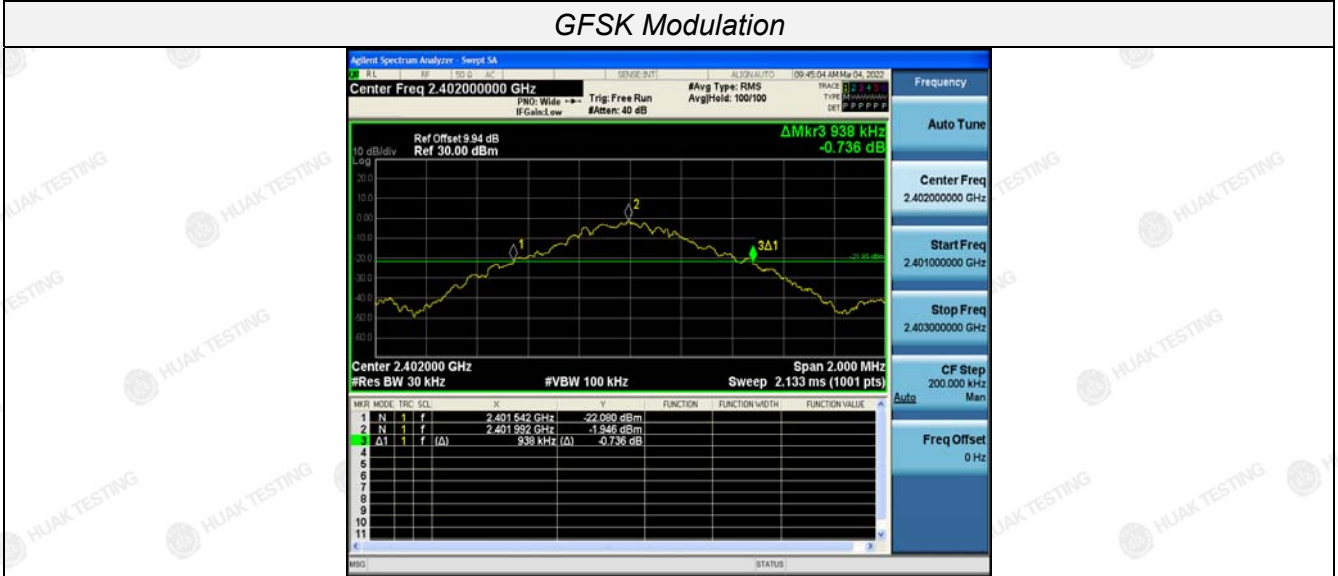 GFSK Modulation
Agilent Spectrum Analyzer - Swept SA
RL RF 50 Ω AC SENSE:INT ALIGN AUTO 09:45:04 AM Mar 04, 2022
Center Freq 2.402000000 GHz
PNO: Wide
IFGain:Low
Trig: Free Run
#Atten: 40 dB
#Avg Type: RMS
Avg|Hold: 100/100
TRACE 1 2 3 4 5 6
TYPE
DET P P P P P P
Ref Offset 9.94 dB
10 dB/div Ref 30.00 dBm
Log
ΔMkr3 938 kHz
-0.736 dB
20.0
10.0
0.00
-10.0
-20.0
-30.0
-40.0
-50.0
-60.0
1
2
3Δ1
-21.95 dBm
Center 2.402000 GHz Span 2.000 MHz
#Res BW 30 kHz #VBW 100 kHz Sweep 2.133 ms (1001 pts)
MKR MODE TRC SCL X Y FUNCTION FUNCTION WIDTH FUNCTION VALUE
1 N 1 f 2.401 542 GHz -22.080 dBm
2 N 1 f 2.401 992 GHz -1.946 dBm
3 Δ1 1 f (Δ) 938 kHz (Δ) -0.736 dB
4
5
6
7
8
9
10
11
MSG STATUS
Frequency
Auto Tune
Center Freq
2.402000000 GHz
Start Freq
2.401000000 GHz
Stop Freq
2.403000000 GHz
CF Step
200.000 kHz
Auto Man
Freq Offset
0 Hz
HUAK TESTING